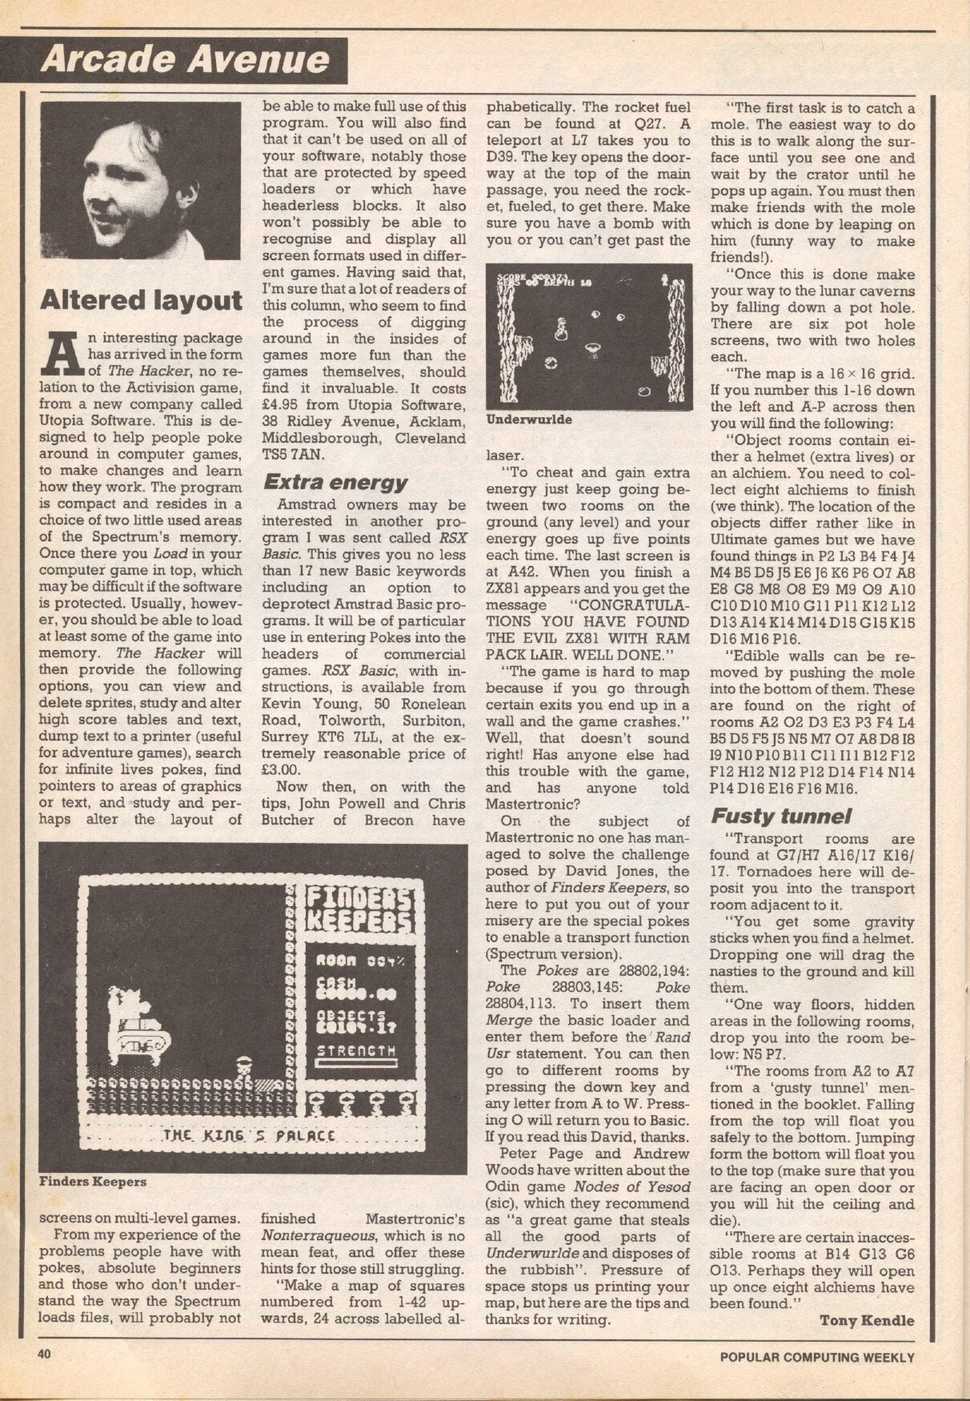 Arcade Avenue
Altered layout
An interesting package
has arrived in the form
of The Hacker, no re-
lation to the Activision game,
from a new company called
Utopia Software. This is de-
signed to help people poke
around in computer games,
to make changes and learn
how they work. The program
is compact and resides in a
choice of two little used areas
of the Spectrum's memory.
Once there you Load in your
computer game in top, which
may be difficult if the software
is protected. Usually, howev-
er, you should be able to load
at least some of the game into
memory. The Hacker will
then provide the following
options, you can view and
delete sprites, study and alter
high score tables and text,
dump text to a printer (useful
for adventure games), search
for infinite lives pokes, find
pointers to areas of graphics
or text, and study and per-
haps alter the layout of
screens on multi-level games.
From my experience of the
problems people have with
pokes, absolute beginners
and those who don't under-
stand the way the Spectrum
loads files, will probably not
be able to make full use of this
program. You will also find
that it can't be used on all of
your software, notably those
that are protected by speed
loaders or which have
headerless blocks. It also
won't possibly be able to
recognise and display all
screen formats used in differ-
ent games. Having said that,
I'm sure that a lot of readers of
this column, who seem to find
the process of digging
around in the insides of
games more fun than the
games themselves, should
find it invaluable. It costs
£4.95 from Utopia Software,
38 Ridley Avenue, Acklam,
Middlesborough, Cleveland
TS5 7AN.
Extra energy
Amstrad owners may be
interested in another pro-
gram I was sent called RSX
Basic. This gives you no less
than 17 new Basic keywords
including an option to
deprotect Amstrad Basic pro-
grams. It will be of particular
use in entering Pokes into the
headers of commercial
games. RSX Basic, with in-
structions, is available from
Kevin Young, 50 Ronelean
Road, Tolworth, Surbiton,
Surrey KT6 7LL, at the ex-
tremely reasonable price of
£3.00.
Now then, on with the
tips, John Powell and Chris
Butcher of Brecon have
finished Mastertronic's
Nonterraqueous, which is no
mean feat, and offer these
hints for those still struggling.
"Make a map of squares
numbered from 1-42 up-
wards, 24 across labelled al-
phabetically. The rocket fuel
can be found at Q27. A
teleport at L7 takes you to
D39. The key opens the door-
way at the top of the main
passage, you need the rock-
et, fueled, to get there. Make
sure you have a bomb with
you or you can't get past the
SCORE 000373
GEMS 00 DEPTH 18
Underwurlde
laser.
"To cheat and gain extra
energy just keep going be-
tween two rooms on the
ground (any level) and your
energy goes up five points
each time. The last screen is
at A42. When you finish a
ZX81 appears and you get the
message "CONGRATULA-
TIONS YOU HAVE FOUND
THE EVIL ZX81 WITH RAM
PACK LAIR. WELL DONE."
"The game is hard to map
because if you go through
certain exits you end up in a
wall and the game crashes."
Well, that doesn't sound
right! Has anyone else had
this trouble with the game,
and has anyone told
Mastertronic?
On the subject of
Mastertronic no one has man-
aged to solve the challenge
posed by David Jones, the
author of Finders Keepers, so
here to put you out of your
misery are the special pokes
to enable a transport function
(Spectrum version).
The Pokes are 28802,194:
Poke 28803,145: Poke
28804,113. To insert them
Merge the basic loader and
enter them before the Rand
Usr statement. You can then
go to different rooms by
pressing the down key and
any letter from A to W. Press-
ing O will return you to Basic.
If you read this David, thanks.
Peter Page and Andrew
Woods have written about the
Odin game Nodes of Yesod
(sic), which they recommend
as "a great game that steals
all the good parts of
Underwurlde and disposes of
the rubbish". Pressure of
space stops us printing your
map, but here are the tips and
thanks for writing.
"The first task is to catch a
mole. The easiest way to do
this is to walk along the sur-
face until you see one and
wait by the crator until he
pops up again. You must then
make friends with the mole
which is done by leaping on
him (funny way to make
friends!).
"Once this is done make
your way to the lunar caverns
by falling down a pot hole.
There are six pot hole
screens, two with two holes
each.
"The map is a 16 × 16 grid.
If you number this 1-16 down
the left and A-P across then
you will find the following:
"Object rooms contain ei-
ther a helmet (extra lives) or
an alchiem. You need to col-
lect eight alchiems to finish
(we think). The location of the
objects differ rather like in
Ultimate games but we have
found things in P2 L3 B4 F4 J4
M4 B5 D5 J5 E6 J6 K6 P6 O7 A8
E8 G8 M8 O8 E9 M9 O9 A10
C10 D10 M10 G11 P11 K12 L12
D13 A14 K14 M14 D15 G15 K15
D16 M16 P16.
"Edible walls can be re-
moved by pushing the mole
into the bottom of them. These
are found on the right of
rooms A2 O2 D3 E3 P3 F4 L4
B5 D5 F5 J5 N5 M7 O7 A8 D8 I8
I9 N10 P10 B11 C11 I11 B12 F12
F12 H12 N12 P12 D14 F14 N14
P14 D16 E16 F16 M16.
Fusty tunnel
"Transport rooms are
found at G7/H7 A16/17 K16/
17. Tornadoes here will de-
posit you into the transport
room adjacent to it.
"You get some gravity
sticks when you find a helmet.
Dropping one will drag the
nasties to the ground and kill
them.
"One way floors, hidden
areas in the following rooms,
drop you into the room be-
low: N5 P7.
"The rooms from A2 to A7
from a 'gusty tunnel' men-
tioned in the booklet. Falling
from the top will float you
safely to the bottom. Jumping
form the bottom will float you
to the top (make sure that you
are facing an open door or
you will hit the ceiling and
die).
"There are certain inacces-
sible rooms at B14 G13 G6
O13. Perhaps they will open
up once eight alchiems have
been found."
Tony Kendle
FINDERS
KEEPERS
ROOM 004%
CASH
£0000.00
OBJECTS
£0104.17
STRENGTH
KING
THE KING'S PALACE
Finders Keepers
40
POPULAR COMPUTING WEEKLY